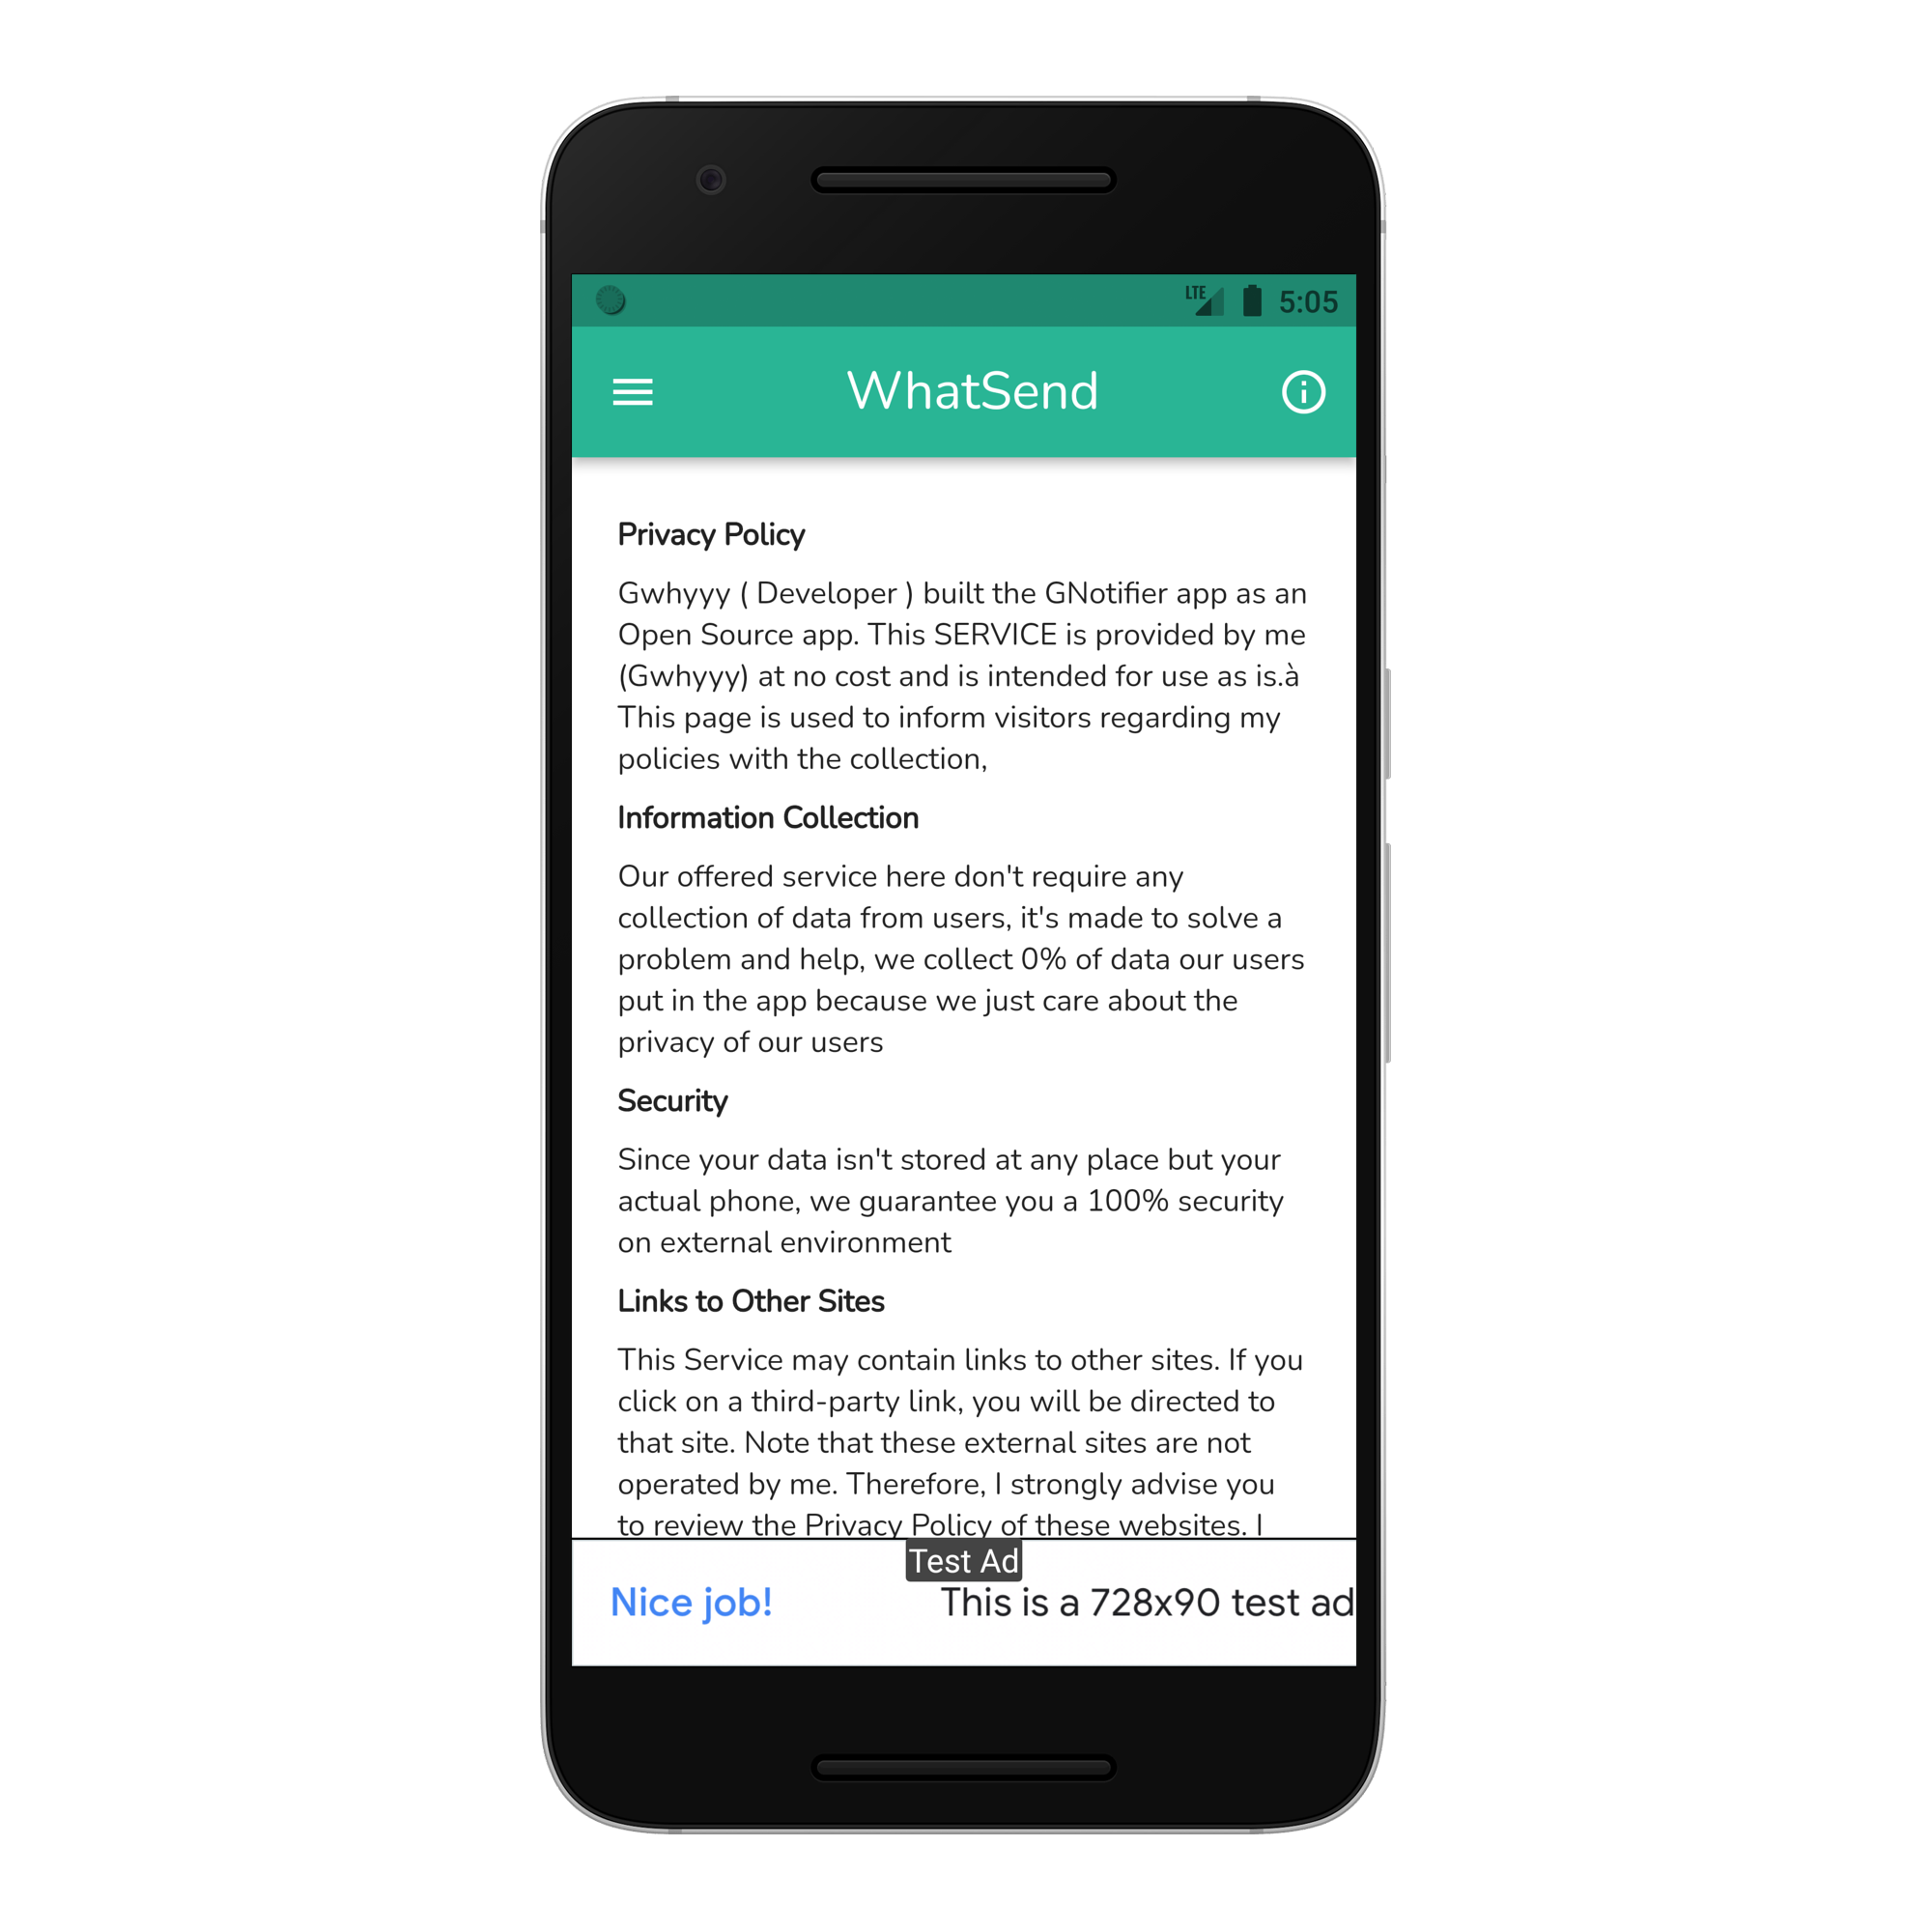 LTE 5:05
WhatSend
Privacy Policy
Gwhyyy ( Developer ) built the GNotifier app as an
Open Source app. This SERVICE is provided by me
(Gwhyyy) at no cost and is intended for use as is.à
This page is used to inform visitors regarding my
policies with the collection,
Information Collection
Our offered service here don't require any
collection of data from users, it's made to solve a
problem and help, we collect 0% of data our users
put in the app because we just care about the
privacy of our users
Security
Since your data isn't stored at any place but your
actual phone, we guarantee you a 100% security
on external environment
Links to Other Sites
This Service may contain links to other sites. If you
click on a third-party link, you will be directed to
that site. Note that these external sites are not
operated by me. Therefore, I strongly advise you
to review the Privacy Policy of these websites. I
Test Ad
Nice job! This is a 728x90 test ad